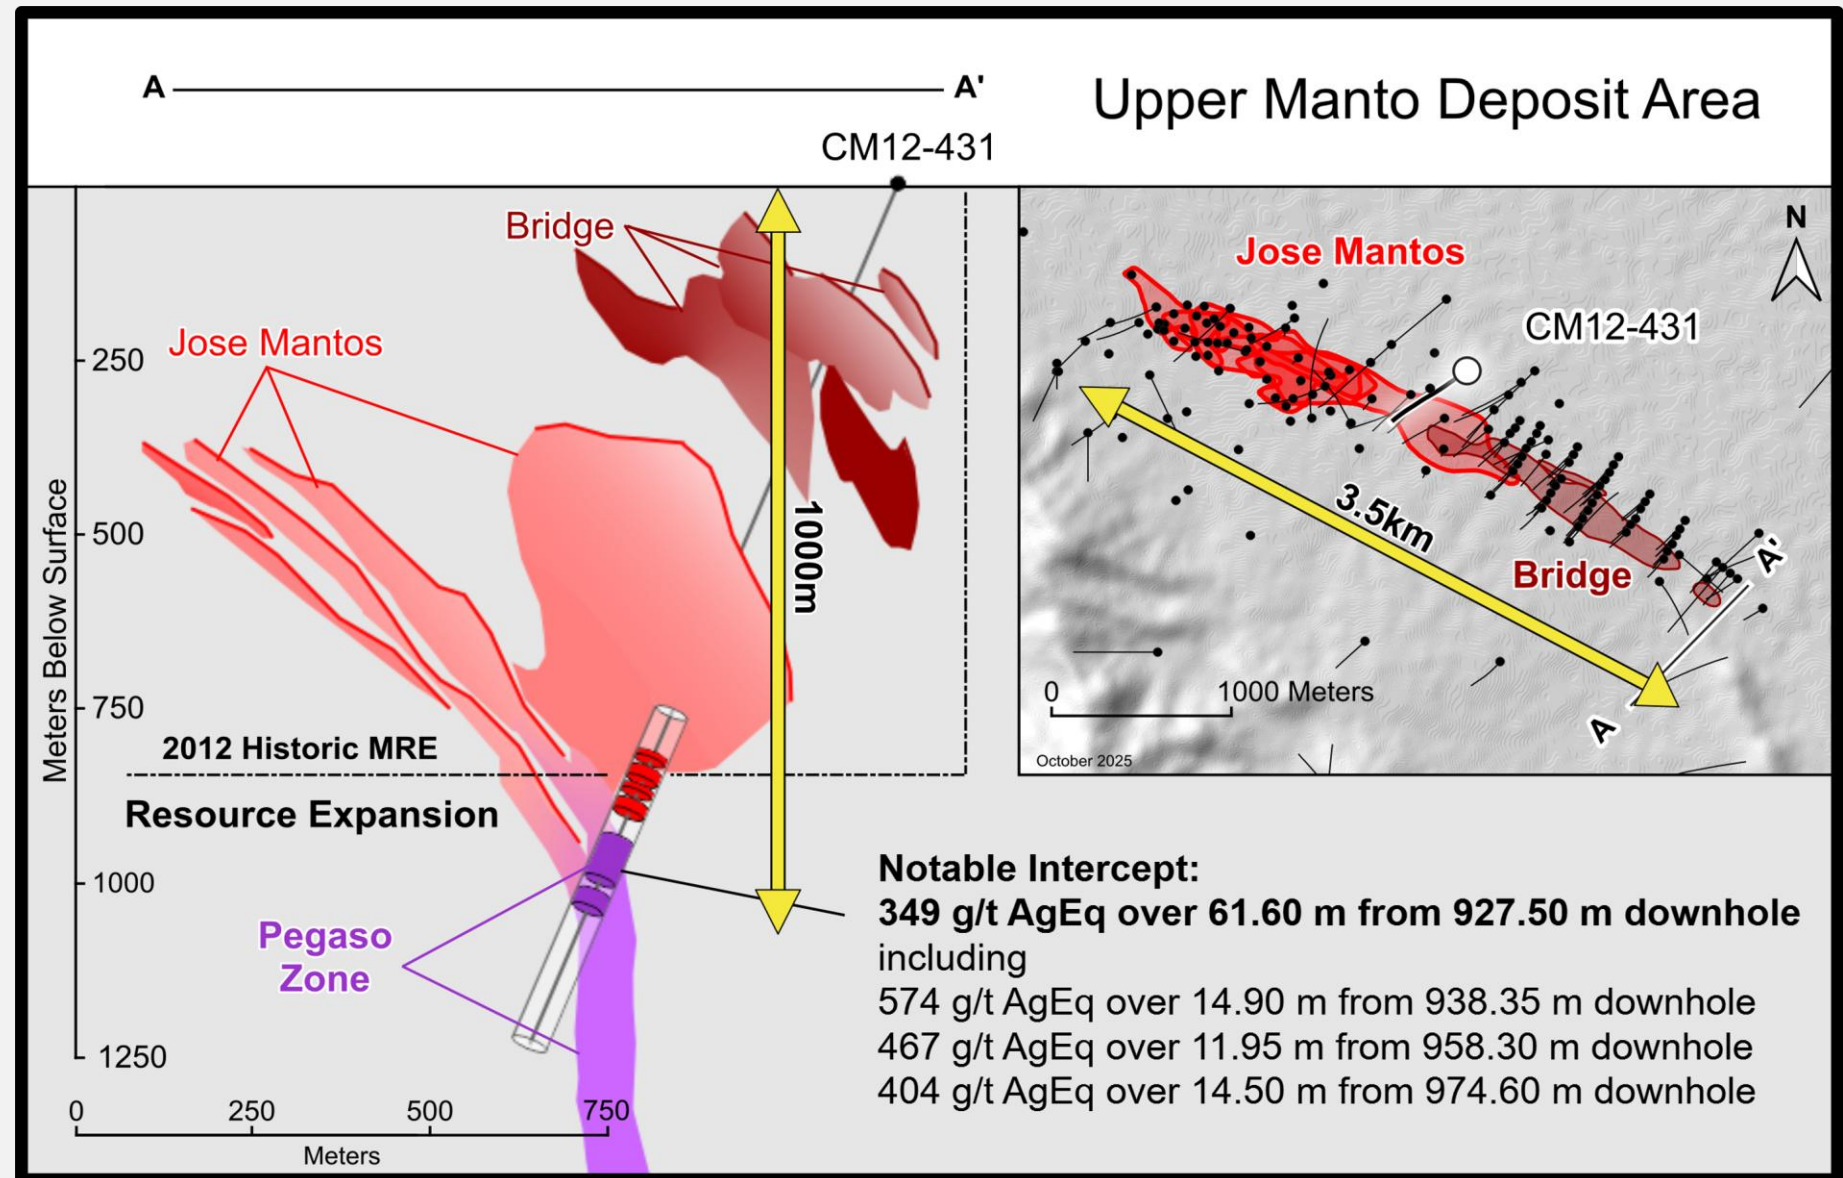 A
A'
Upper Manto Deposit Area
CM12-431
Bridge
Jose Mantos
Meters Below Surface
250
500
750
1000
1250
1000m
2012 Historic MRE
Resource Expansion
Pegaso
Zone
0
250
500
750
Meters
Jose Mantos
N
CM12-431
3.5km
Bridge
A'
A
0
1000 Meters
October 2025
Notable Intercept:
349 g/t AgEq over 61.60 m from 927.50 m downhole
including
574 g/t AgEq over 14.90 m from 938.35 m downhole
467 g/t AgEq over 11.95 m from 958.30 m downhole
404 g/t AgEq over 14.50 m from 974.60 m downhole